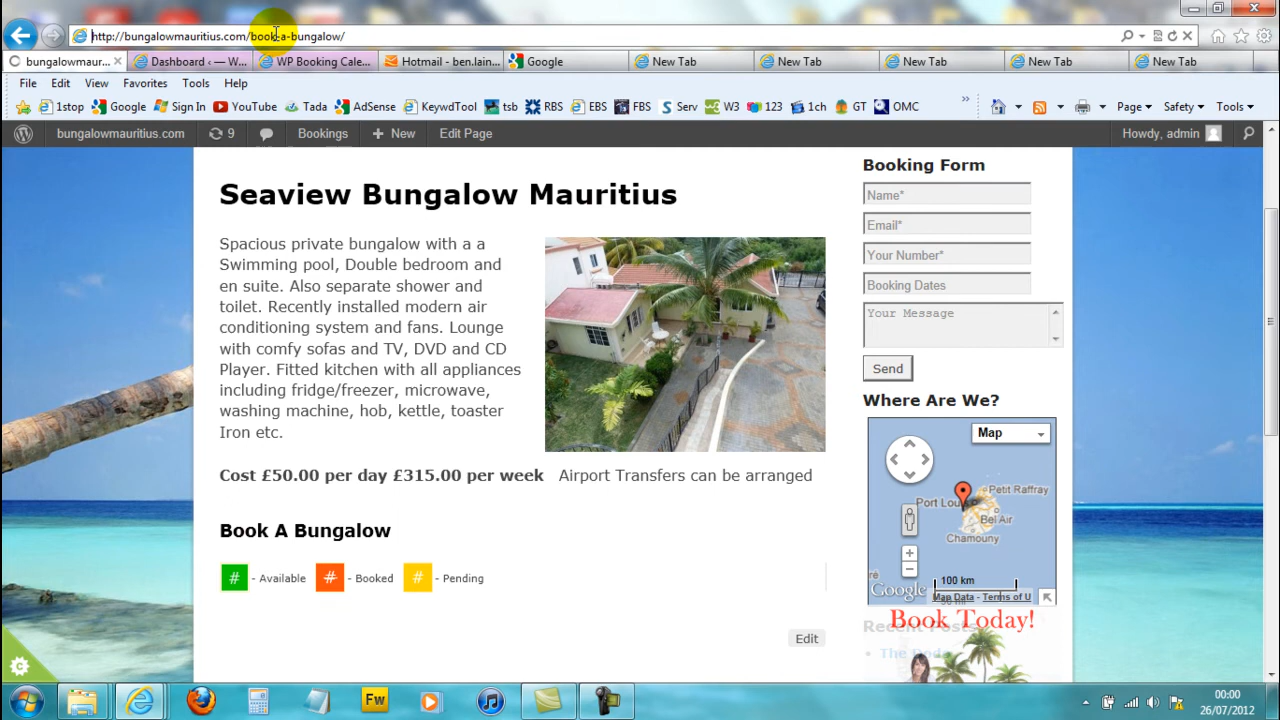 http://bungalowmauritius.com/book-a-bungalow/
bungalowmaur...
Dashboard ‹ — W...
WP Booking Cale...
Hotmail - ben.lain...
Google
New Tab
New Tab
New Tab
New Tab
New Tab
File Edit View Favorites Tools Help
1stop Google Sign In YouTube Tada AdSense KeywdTool tsb RBS EBS FBS Serv W3 123 1ch GT OMC » Page Safety Tools
bungalowmauritius.com 9 Bookings + New Edit Page Howdy, admin
Seaview Bungalow Mauritius
Spacious private bungalow with a a
Swimming pool, Double bedroom and
en suite. Also separate shower and
toilet. Recently installed modern air
conditioning system and fans. Lounge
with comfy sofas and TV, DVD and CD
Player. Fitted kitchen with all appliances
including fridge/freezer, microwave,
washing machine, hob, kettle, toaster
Iron etc.
Cost £50.00 per day £315.00 per week Airport Transfers can be arranged
Book A Bungalow
# - Available # - Booked # - Pending
Edit
Booking Form
Name*
Email*
Your Number*
Booking Dates
Your Message
Send
Where Are We?
Map
Petit Raffray
Port Lou
Bel Air
Chamouny
100 km
Google
Map Data - Terms of U
Book Today!
Recent Posts
The Dodo
Fw
00:00
26/07/2012